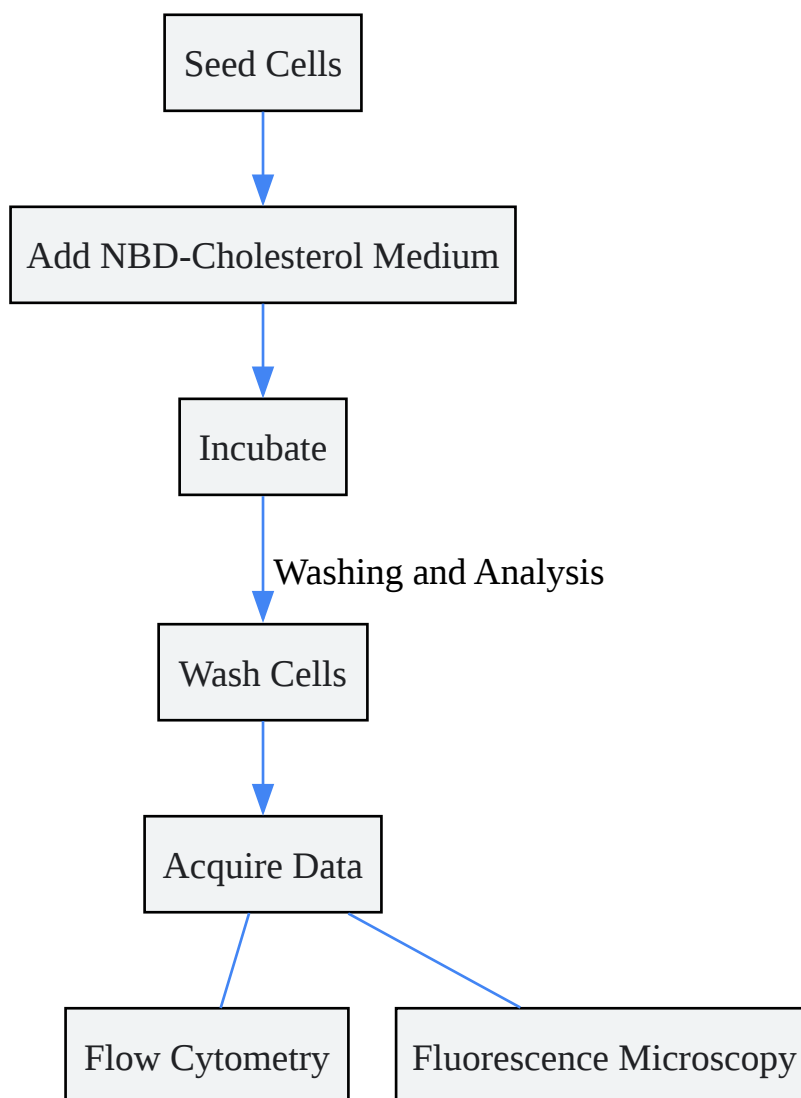 Seed Cells
Add NBD-Cholesterol Medium
Incubate
Washing and Analysis
Wash Cells
Acquire Data
Flow Cytometry
Fluorescence Microscopy